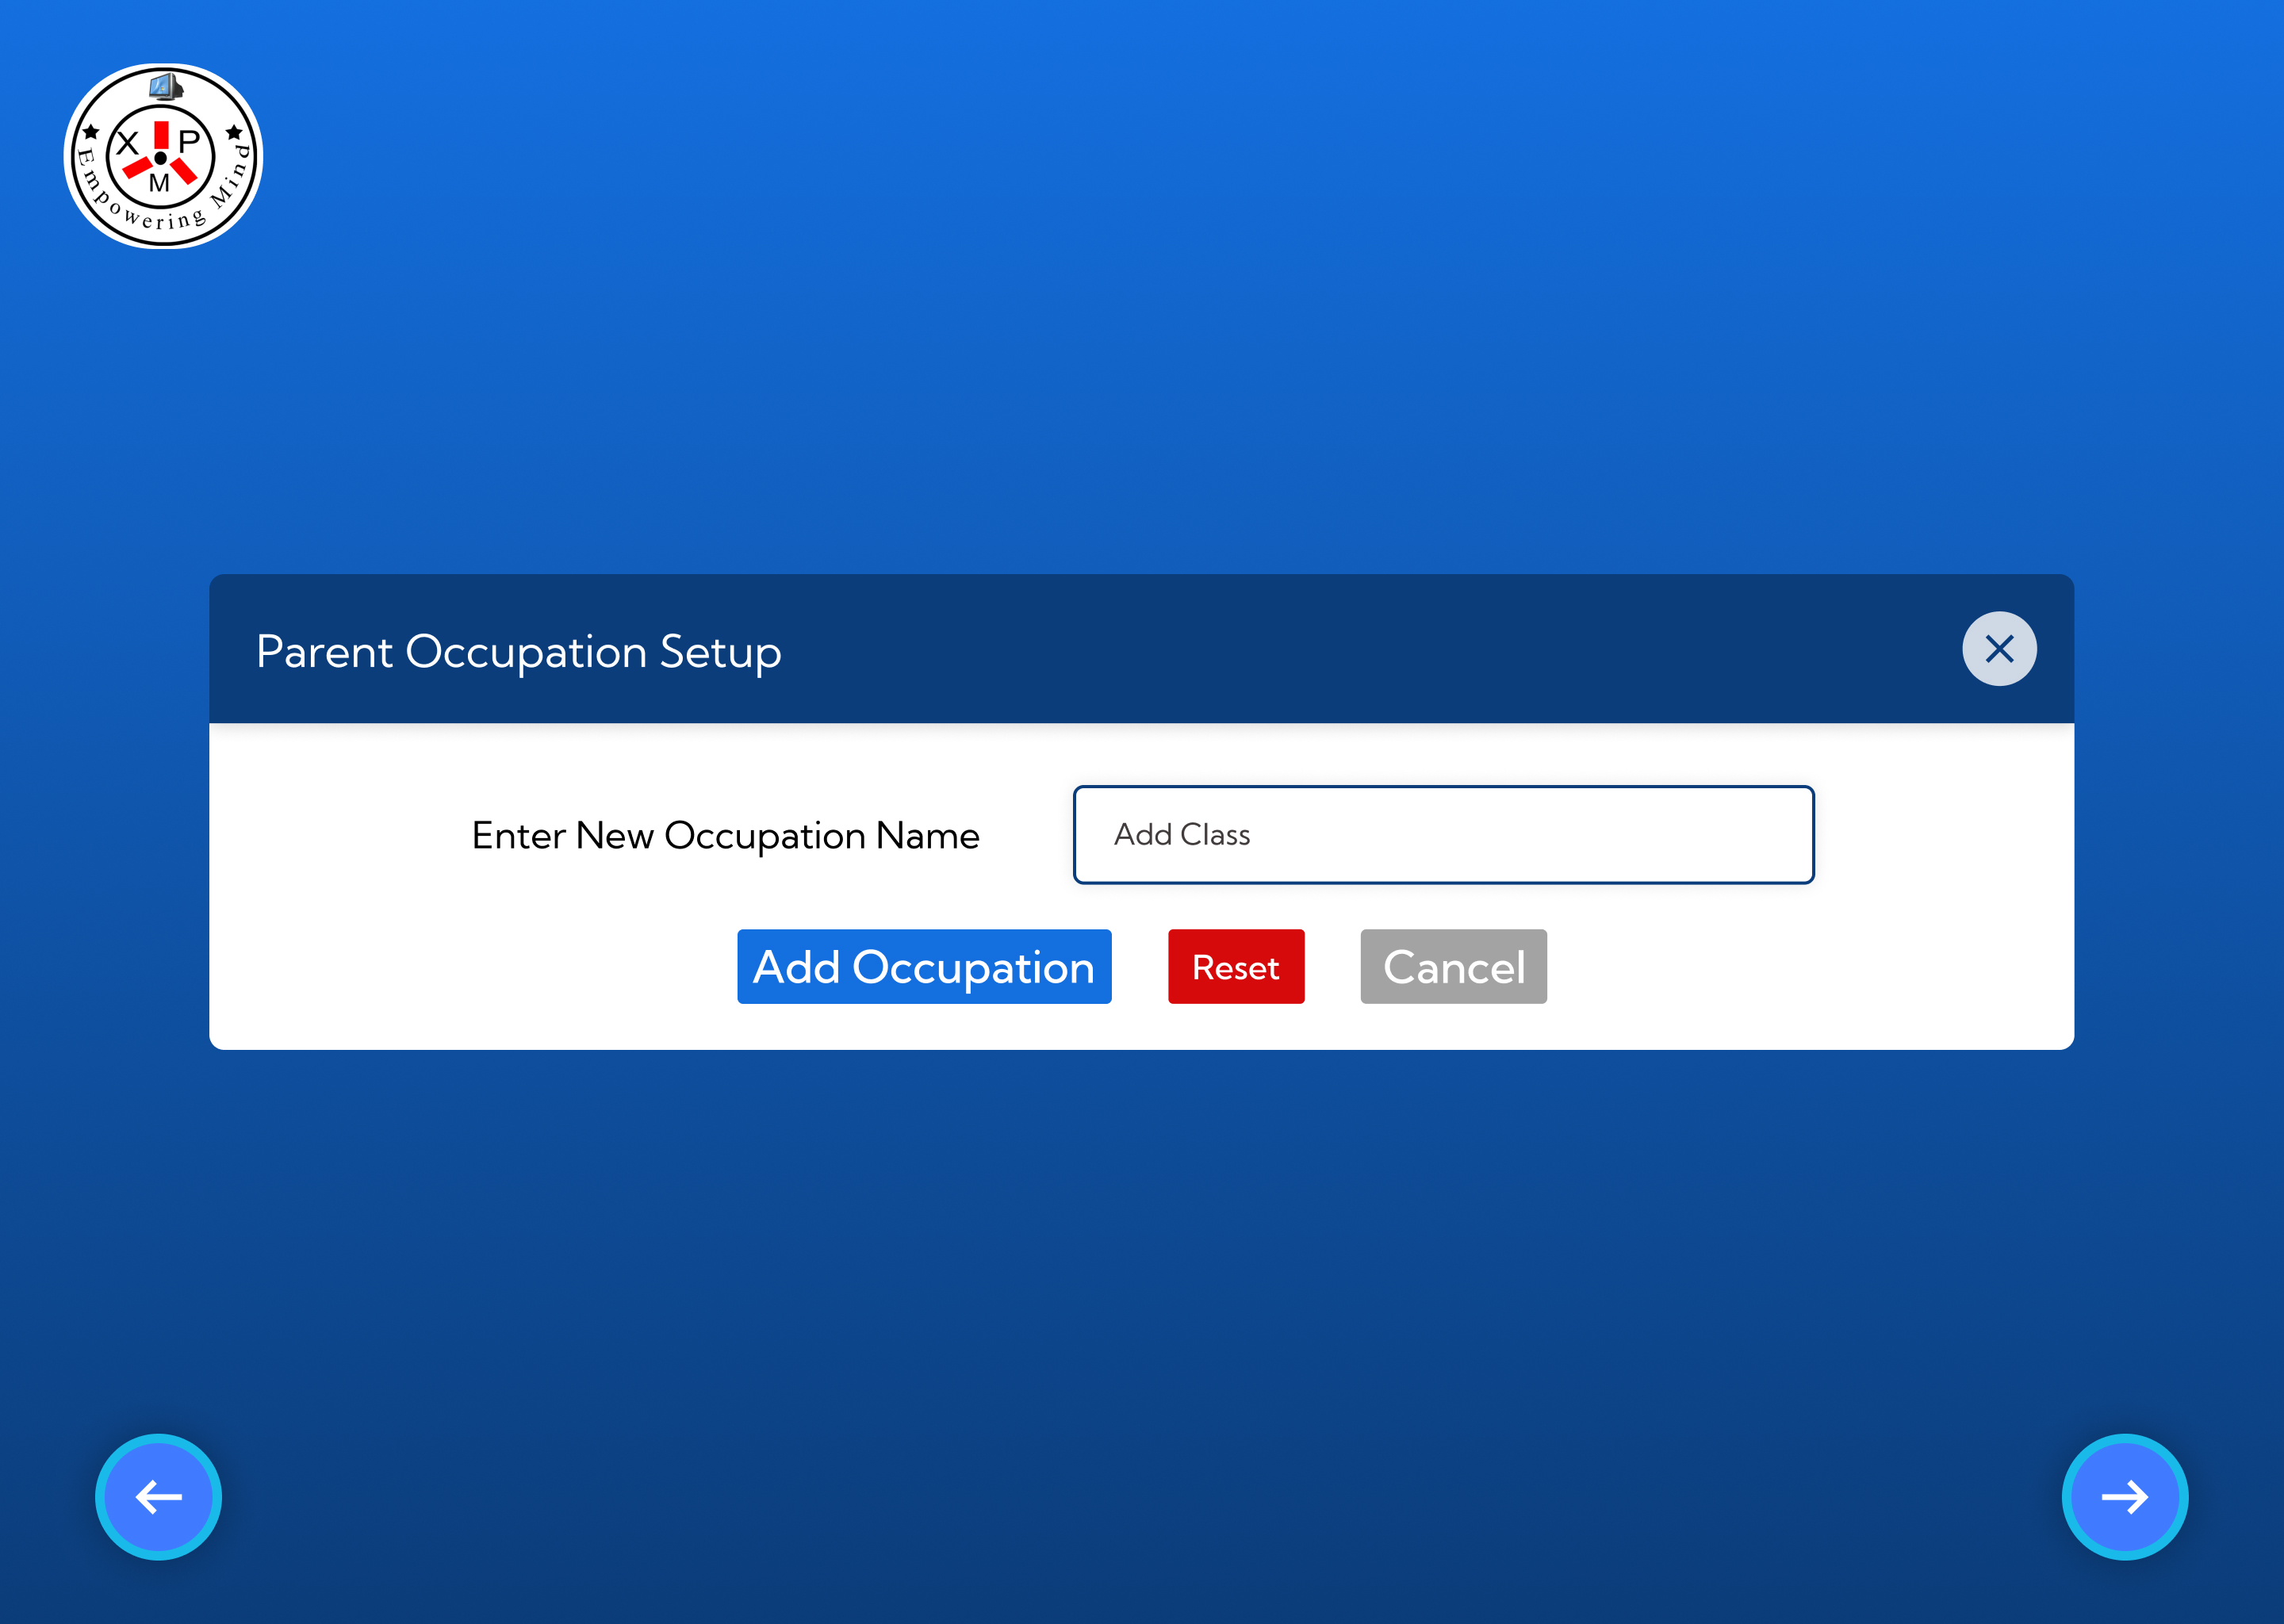 X P
M
Empowering Mind
Parent Occupation Setup
Enter New Occupation Name
Add Class
Add Occupation
Reset
Cancel